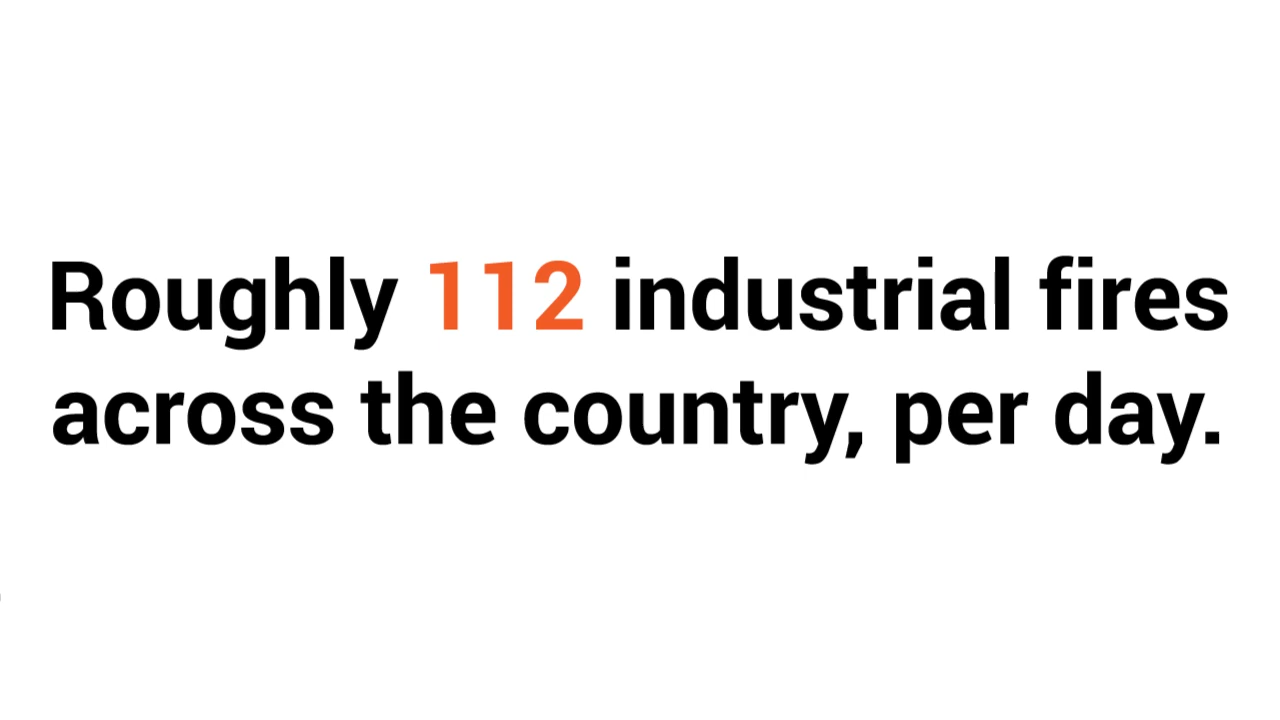 Roughly 112 industrial fires
across the country, per day.